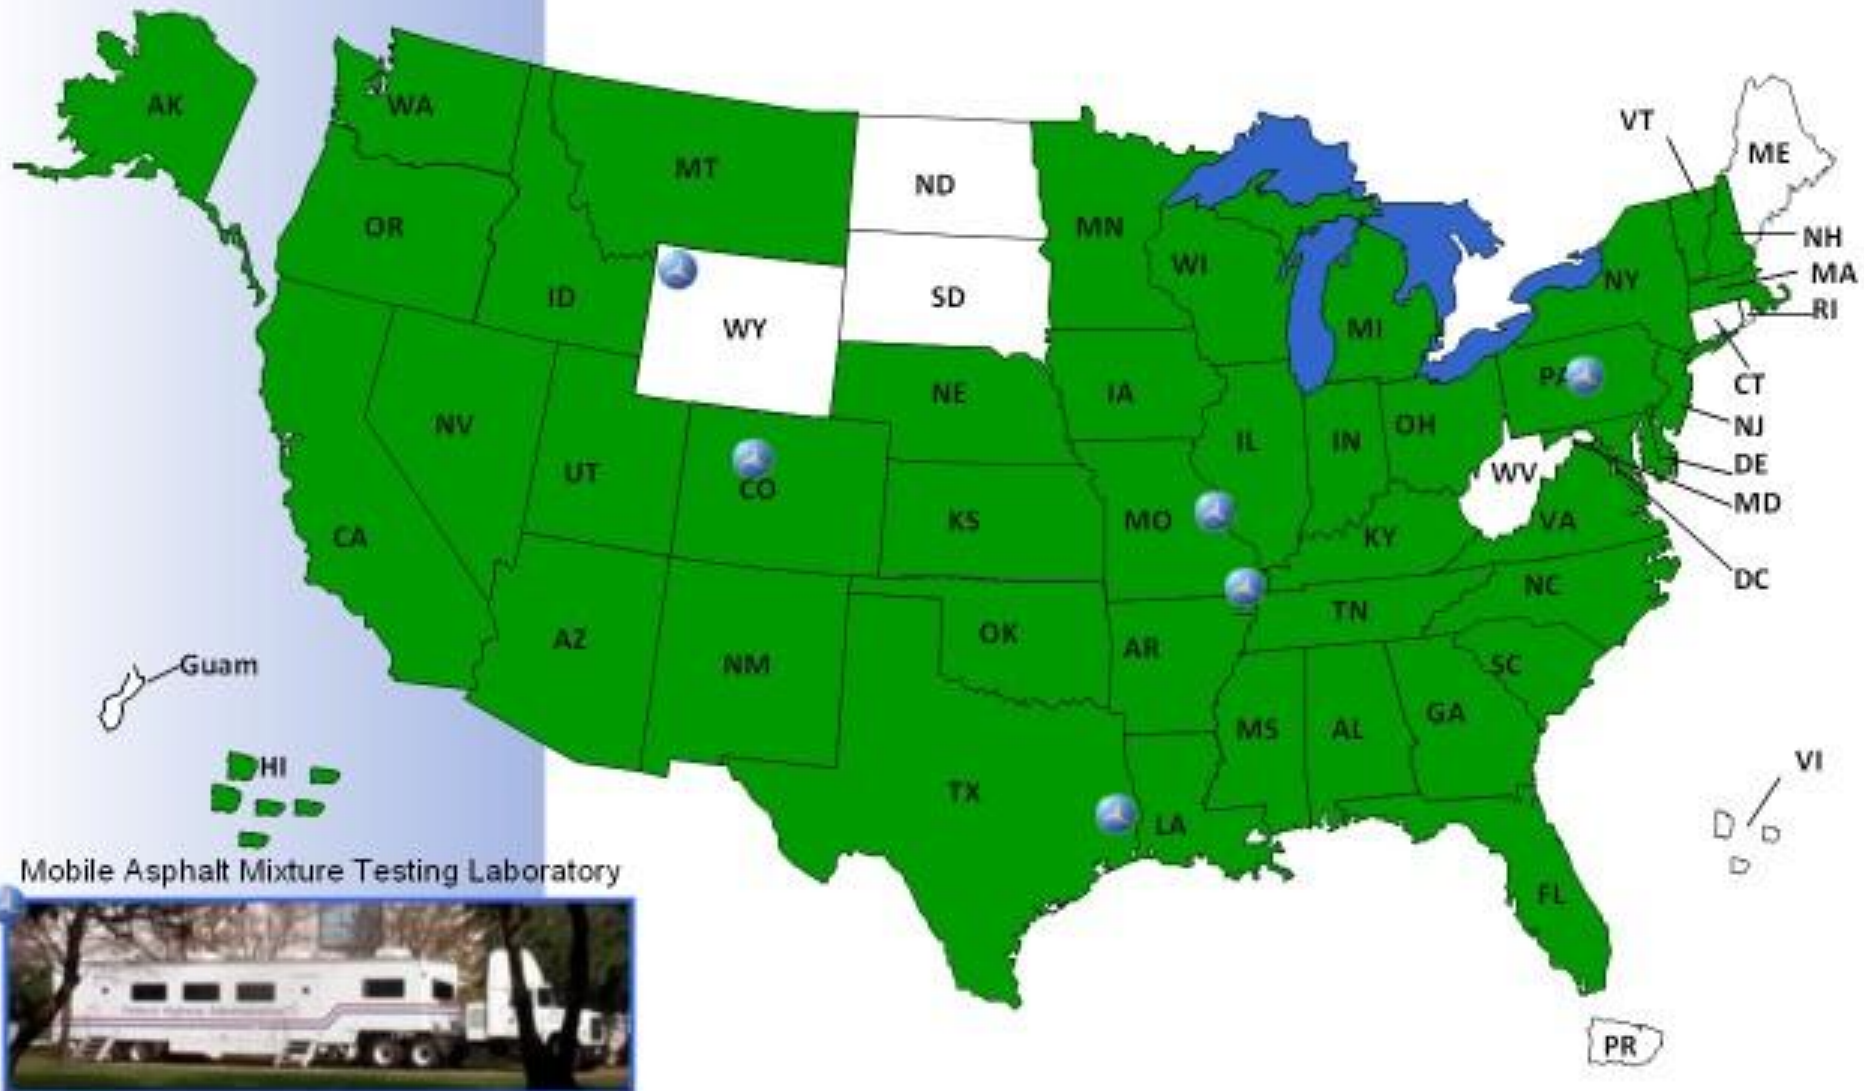 AK
WA
MT
ND
MN
VT
ME
OR
ID
WY
SD
WI
MI
NY
NH
MA
RI
CT
NV
UT
CO
NE
IA
IL
IN
OH
PA
NJ
DE
MD
DC
CA
KS
MO
KY
WV
VA
AZ
NM
OK
AR
TN
NC
SC
Guam
HI
TX
LA
MS
AL
GA
FL
VI
PR
Mobile Asphalt Mixture Testing Laboratory